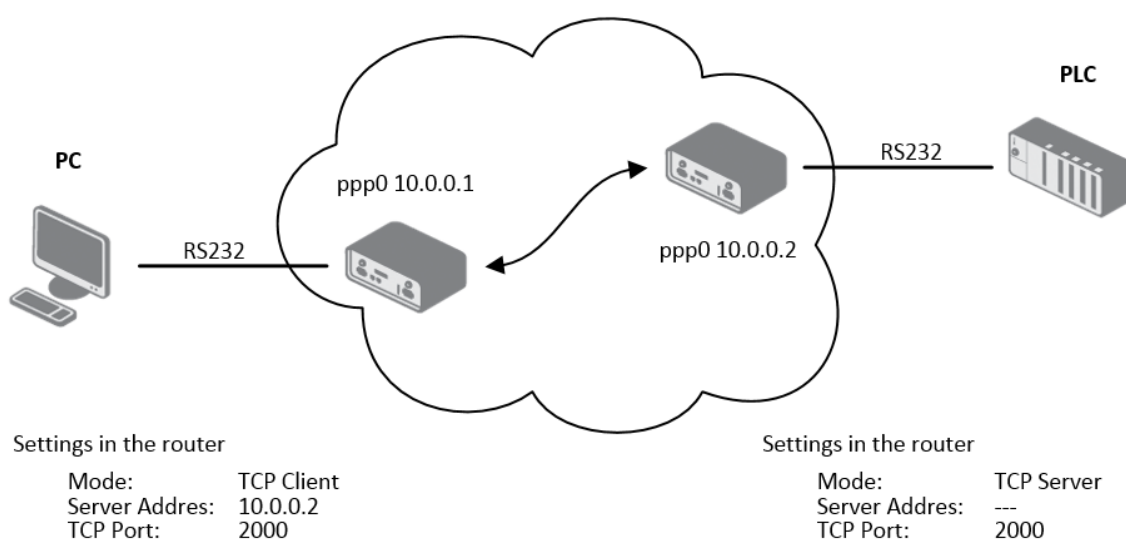 PLC
PC
RS232
ppp0 10.0.0.1
RS232
ppp0 10.0.0.2
Settings in the router
Mode: TCP Client
Server Addres: 10.0.0.2
TCP Port: 2000
Settings in the router
Mode: TCP Server
Server Addres: ---
TCP Port: 2000